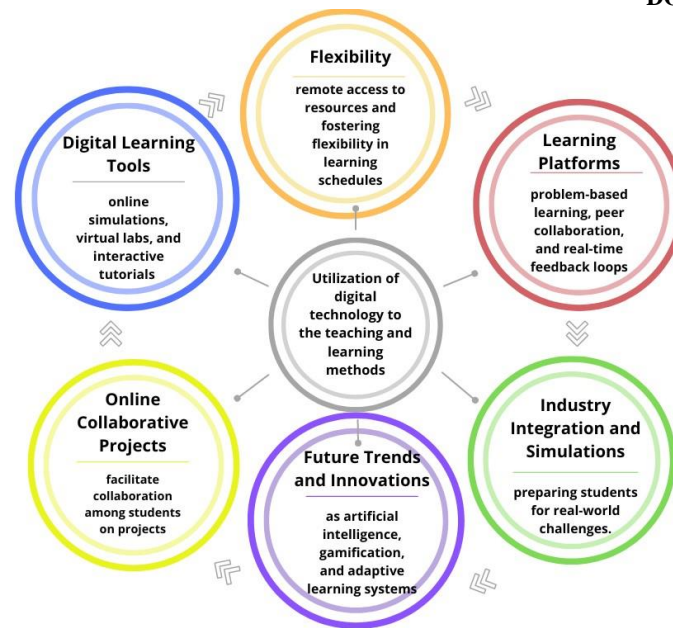 Flexibility
remote access to
resources and
fostering
flexibility in
learning
schedules
Learning
Platforms
problem-based
learning, peer
collaboration,
and real-time
feedback loops
Industry
Integration and
Simulations
preparing students
for real-world
challenges.
Future Trends
and Innovations
as artificial
intelligence,
gamification,
and adaptive
learning systems
Online
Collaborative
Projects
facilitate
collaboration
among students
on projects
Digital Learning
Tools
online
simulations,
virtual labs, and
interactive
tutorials
Utilization of
digital
technology to
the teaching and
learning
methods